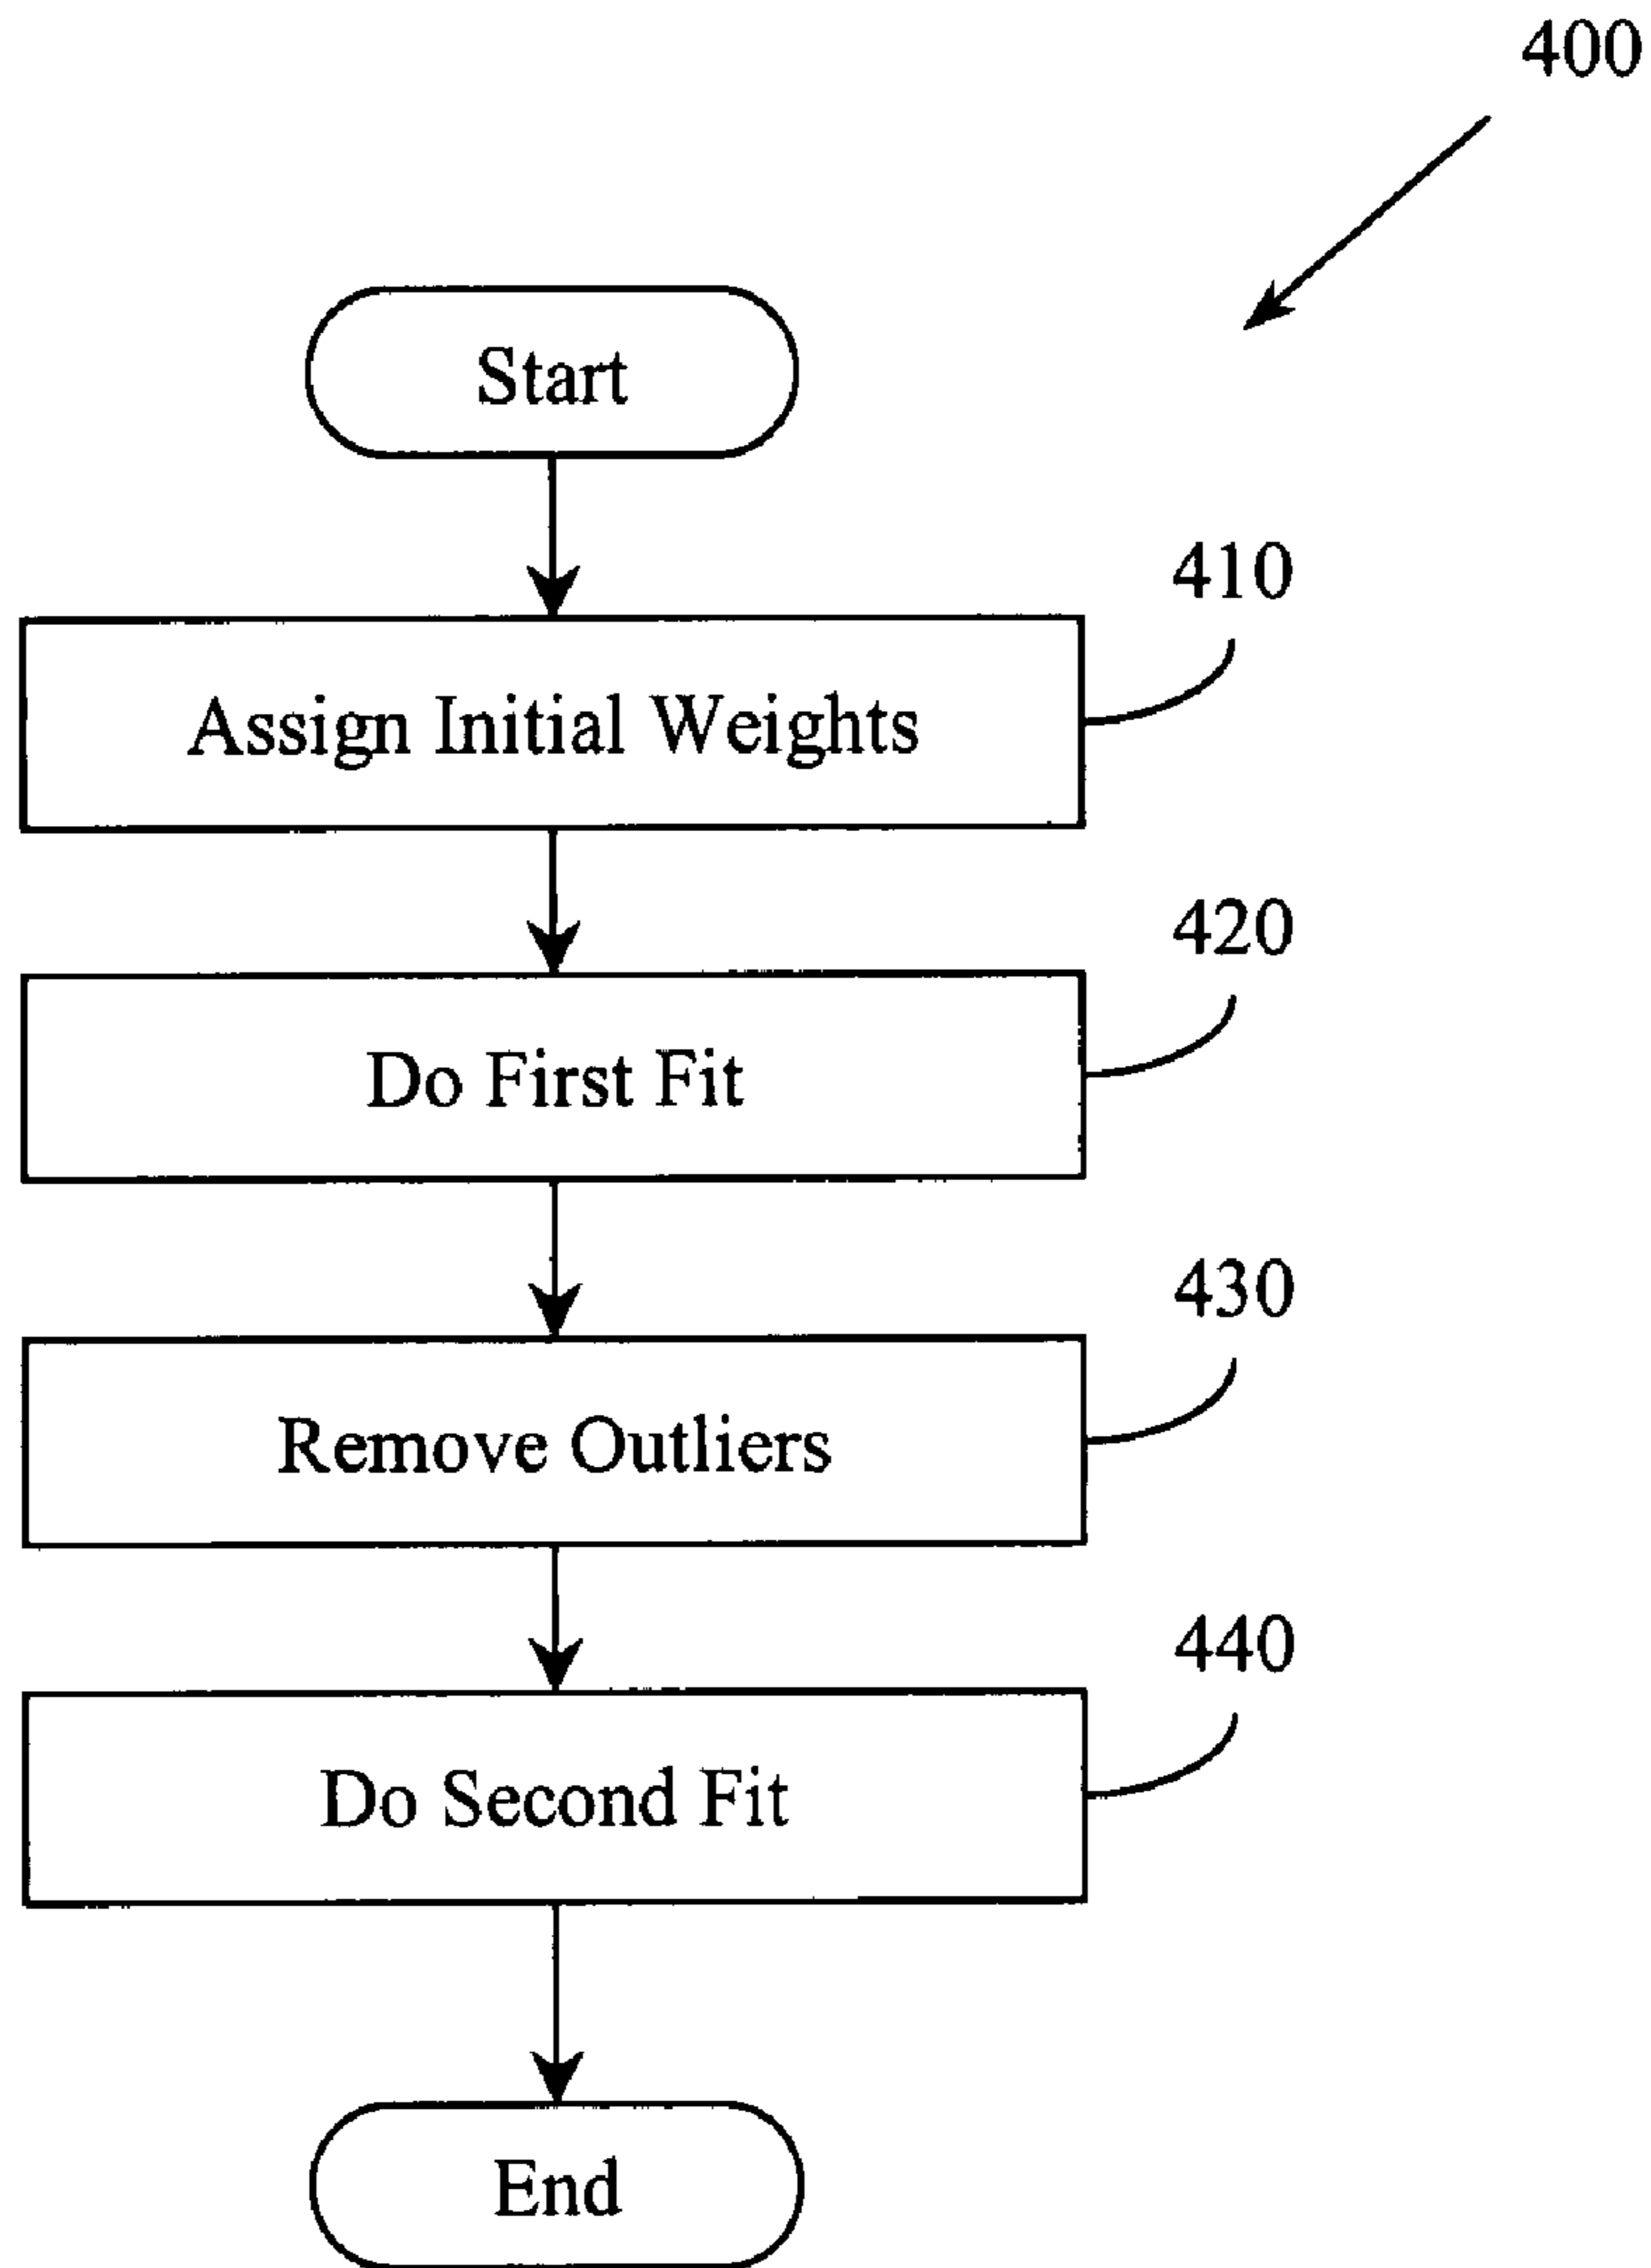 400
Start
410
Assign Initial Weights
420
Do First Fit
430
Remove Outliers
440
Do Second Fit
End